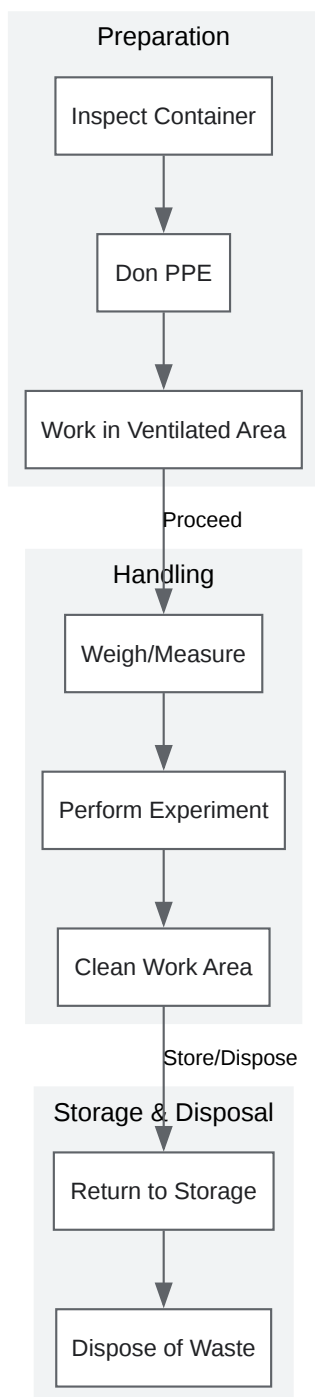 Preparation
Inspect Container
Don PPE
Work in Ventilated Area
Proceed
Handling
Weigh/Measure
Perform Experiment
Clean Work Area
Store/Dispose
Storage & Disposal
Return to Storage
Dispose of Waste